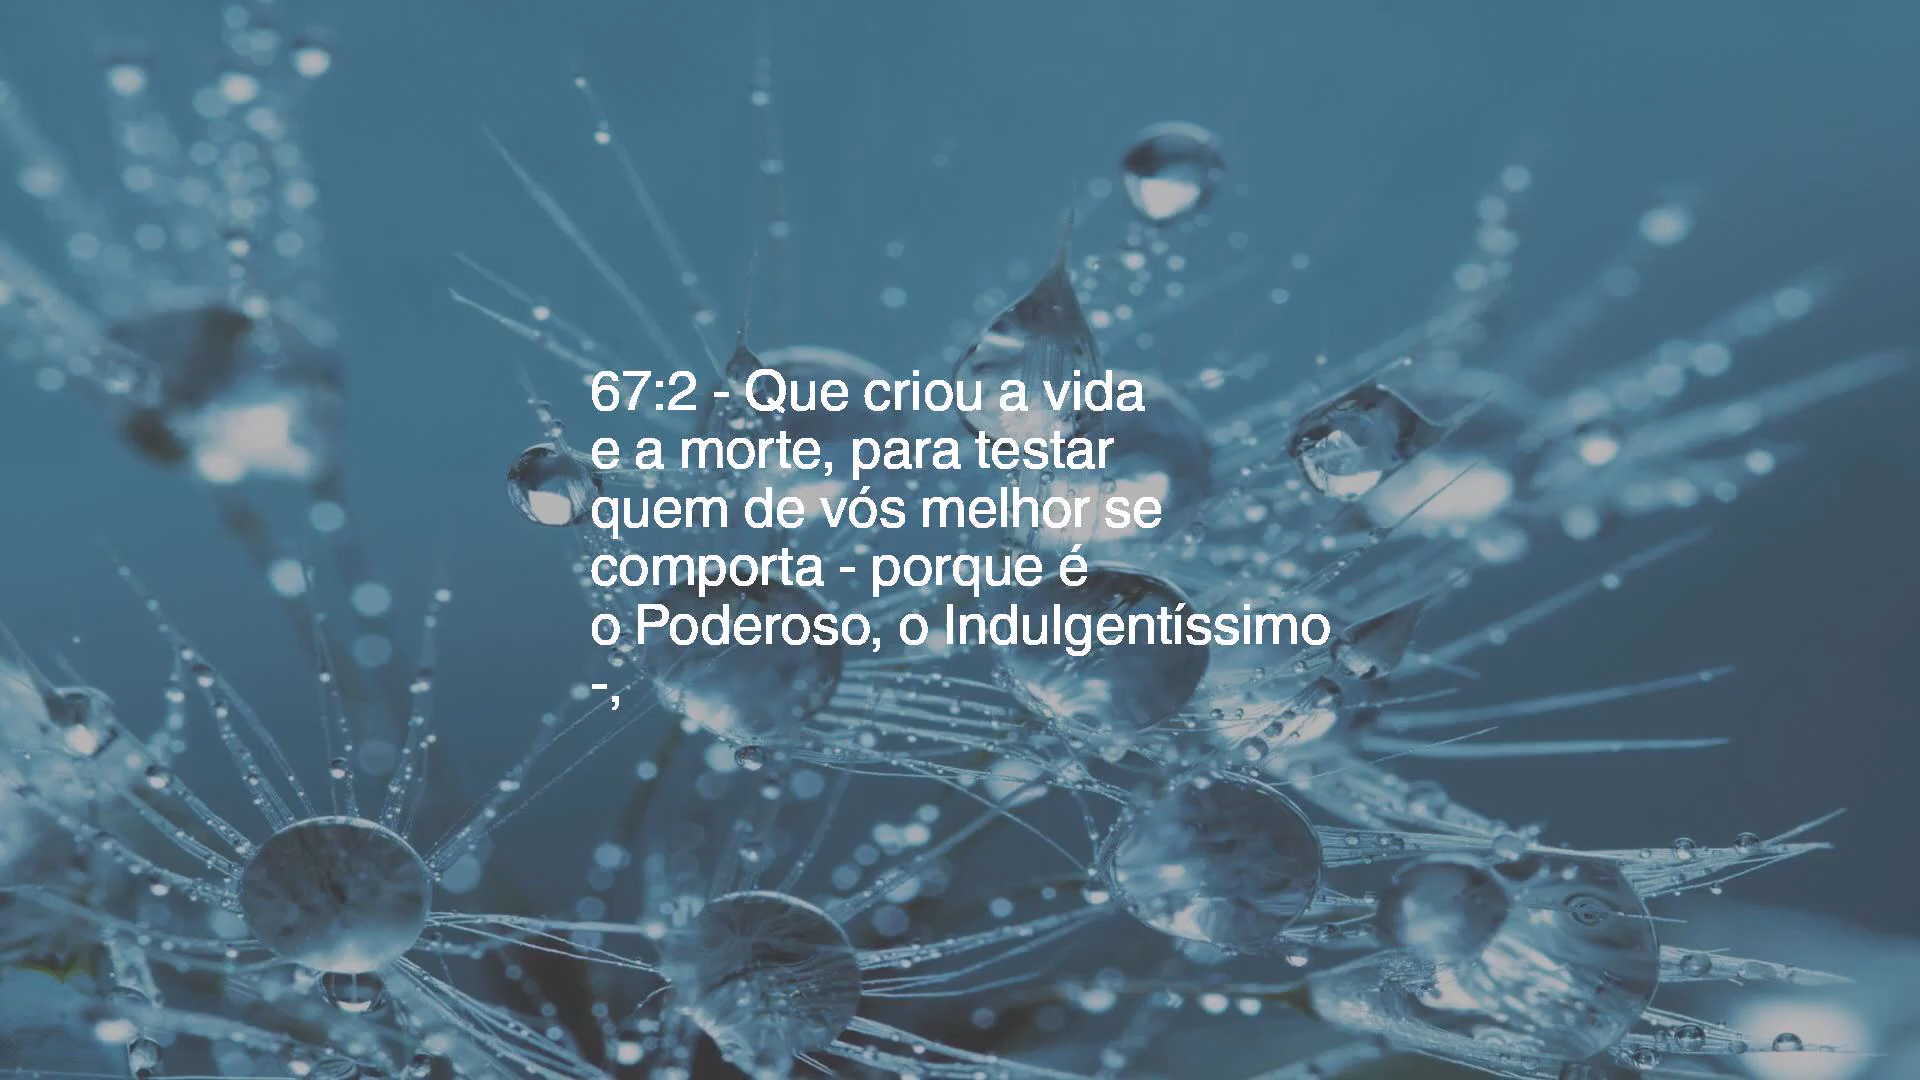 67:2 - Que criou a vida
e a morte, para testar
quem de vós melhor se
comporta - porque é
o Poderoso, o Indulgentíssimo
-,